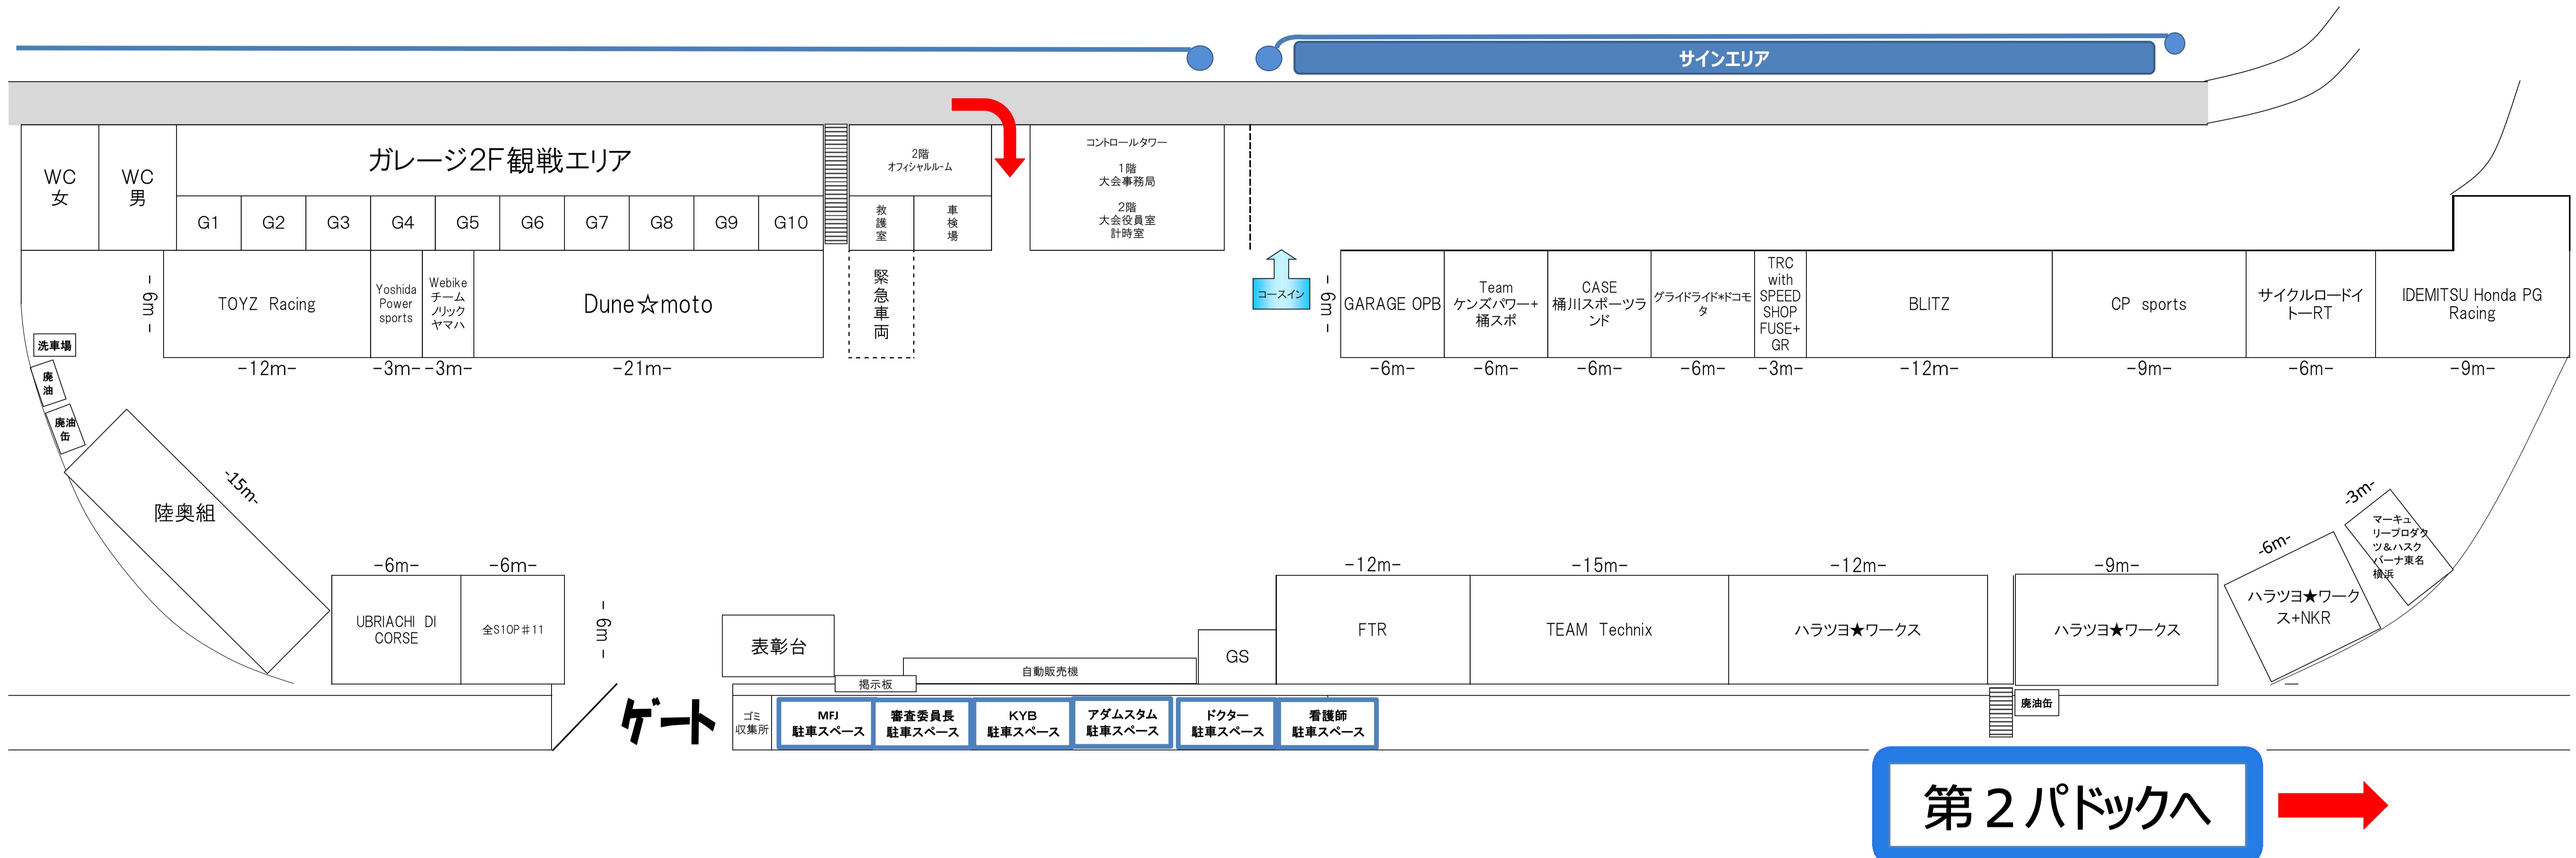 サインエリア
WC
女
WC
男
ガレージ2F観戦エリア
G1
G2
G3
G4
G5
G6
G7
G8
G9
G10
2階
オフィシャルルーム
救
護
室
車
検
場
コントロールタワー
1階
大会事務局
2階
大会役員室
計時室
コースイン
- 6m -
TOYZ Racing
Yoshida
Power
sports
Webike
チーム
ノリック
ヤマハ
Dune☆moto
緊
急
車
両
- 6m -
GARAGE OPB
Team
ケンズパワー+
桶スポ
CASE
桶川スポーツラ
ンド
グライドライド*ドコモ
タ
TRC
with
SPEED
SHOP
FUSE+
GR
BLITZ
CP sports
サイクルロードイ
トーRT
IDEMITSU Honda PG
Racing
-12m-
-3m-
-3m-
-21m-
-6m-
-6m-
-6m-
-6m-
-3m-
-12m-
-9m-
-6m-
-9m-
洗車場
廃
油
廃油
缶
-15m-
陸奥組
-6m-
-6m-
UBRIACHI DI
CORSE
全S1OP♯11
- 6m -
表彰台
掲示板
自動販売機
GS
-12m-
-15m-
-12m-
-9m-
-6m-
-3m-
FTR
TEAM Technix
ハラツヨ★ワークス
ハラツヨ★ワークス
ハラツヨ★ワーク
ス+NKR
マーキュ
リープロダク
ツ&ハスク
バーナ東名
横浜
ゲート
ゴミ
収集所
MFJ
駐車スペース
審査委員長
駐車スペース
KYB
駐車スペース
アダムスタム
駐車スペース
ドクター
駐車スペース
看護師
駐車スペース
廃油缶
第２パドックへ